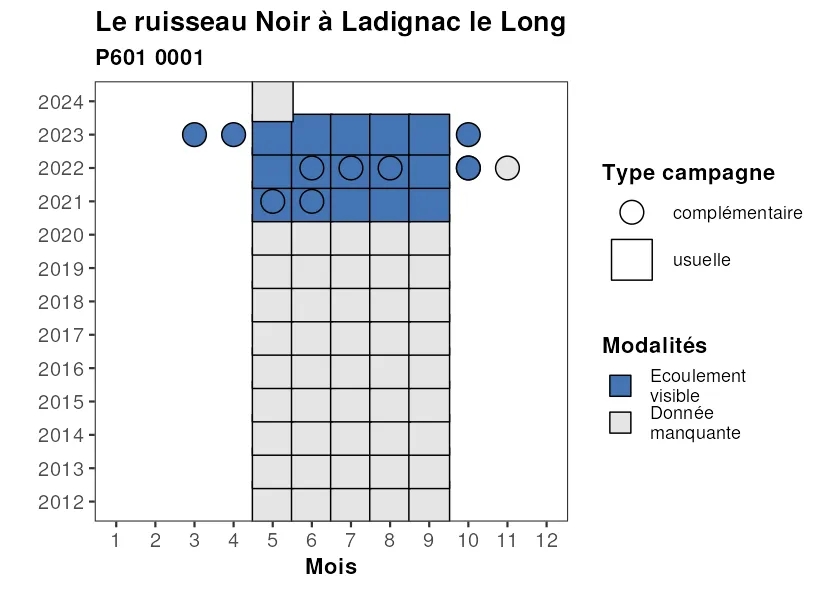 Le ruisseau Noir à Ladignac le Long
P601 0001
2024
2023
2022
2021
2020
2019
2018
2017
2016
2015
2014
2013
2012
1 2 3 4 5 6 7 8 9 10 11 12
Mois
Type campagne
complémentaire
usuelle
Modalités
Ecoulement
visible
Donnée
manquante